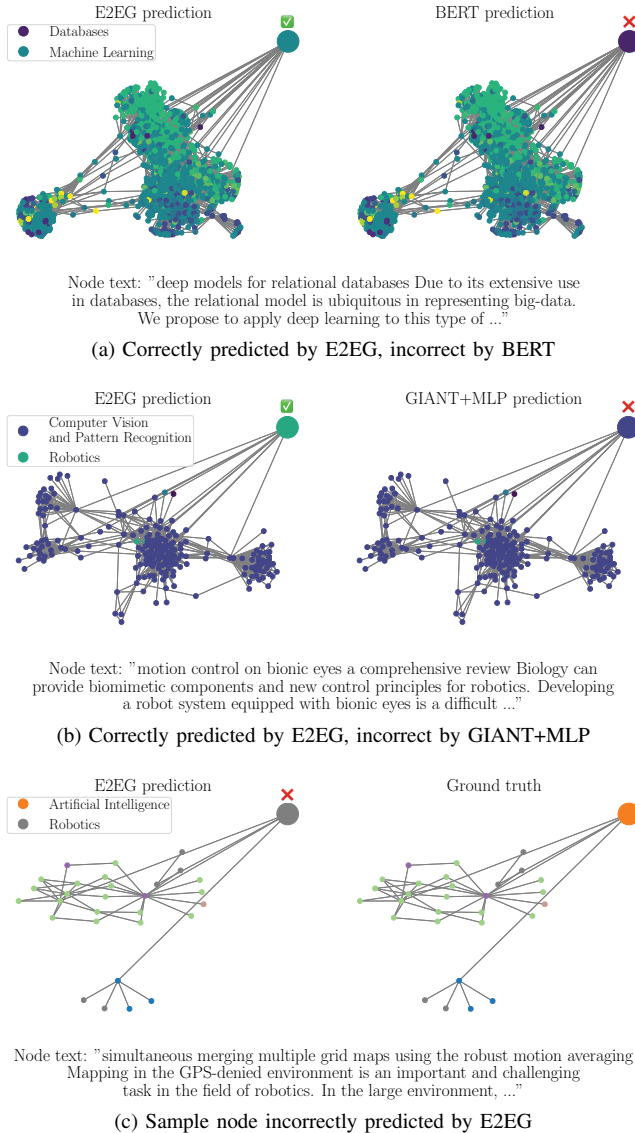 E2EG prediction
BERT prediction
Databases
Machine Learning
Node text: "deep models for relational databases Due to its extensive use
in databases, the relational model is ubiquitous in representing big-data.
We propose to apply deep learning to this type of ..."
(a) Correctly predicted by E2EG, incorrect by BERT
E2EG prediction
GIANT+MLP prediction
Computer Vision
and Pattern Recognition
Robotics
Node text: "motion control on bionic eyes a comprehensive review Biology can
provide biomimetic components and new control principles for robotics. Developing
a robot system equipped with bionic eyes is a difficult ..."
(b) Correctly predicted by E2EG, incorrect by GIANT+MLP
E2EG prediction
Ground truth
Artificial Intelligence
Robotics
Node text: "simultaneous merging multiple grid maps using the robust motion averaging
Mapping in the GPS-denied environment is an important and challenging
task in the field of robotics. In the large environment, ..."
(c) Sample node incorrectly predicted by E2EG